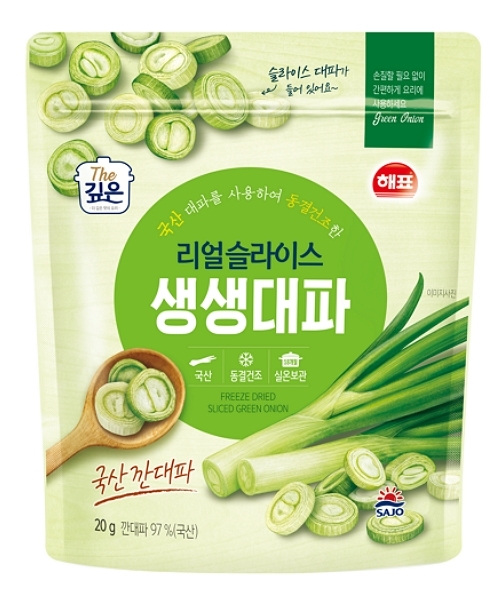 슬라이스 대파가
들어 있어요~
손질할 필요 없이
간편하게 요리에
사용하세요
Green Onion
The
깊은
해표
국산 대파를 사용하여 동결건조한
리얼슬라이스
생생대파
이미지사진
국산
동결건조
실온보관
FREEZE DRIED
SLICED GREEN ONION
국산 깐대파
20 g 깐대파 97 %(국산)
SAJO